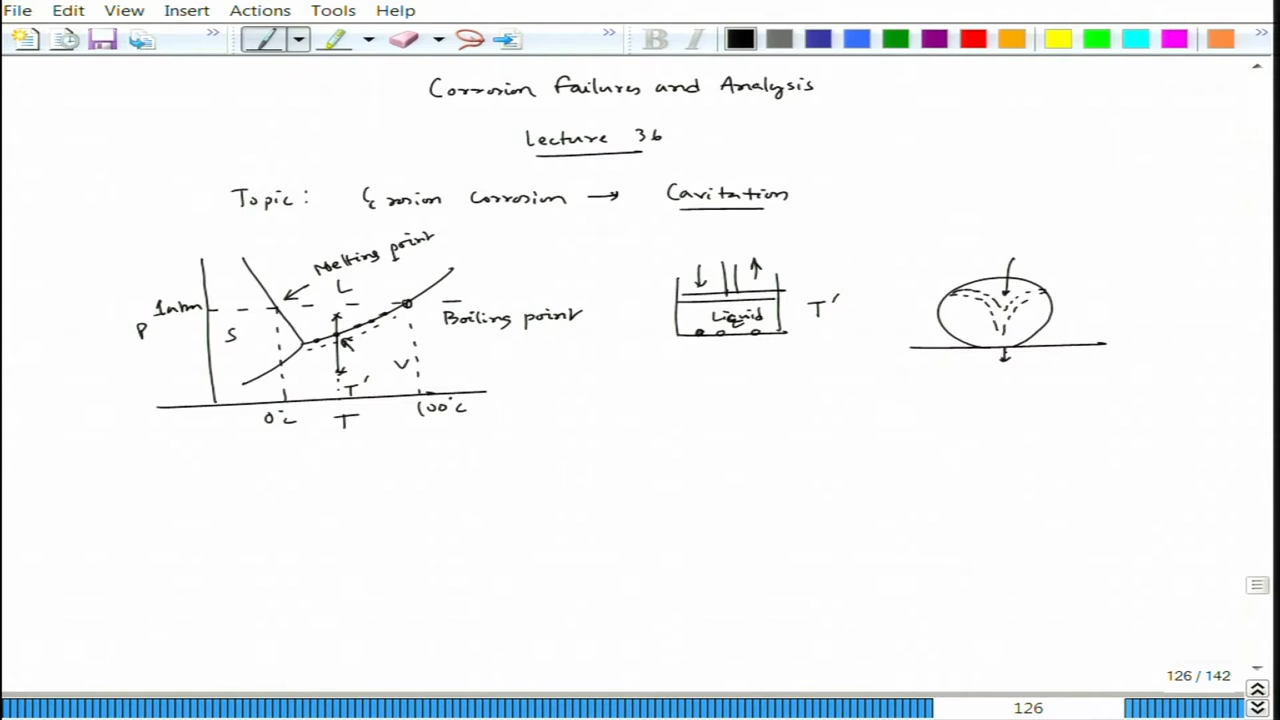 File Edit View Insert Actions Tools Help
B I
Corrosion Failures and Analysis
Lecture 36
Topic: Erosion Corrosion → Cavitation
Melting point
1atm
P
S
L
V
Boiling point
T'
0°C
T
100°C
Liquid
T'
126 / 142
126